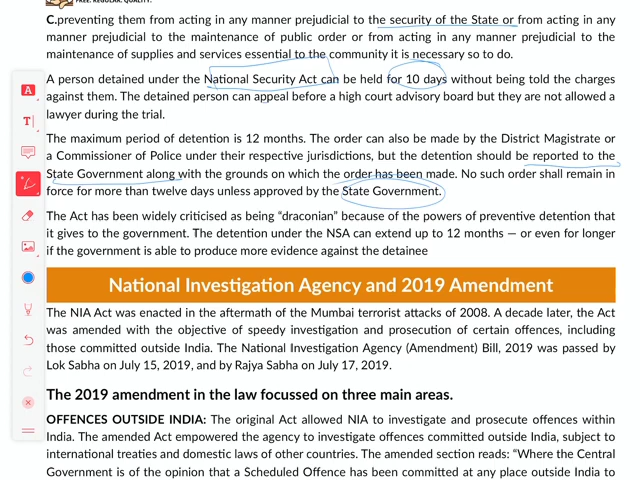 FREE. REGULAR. QUALITY.
C.preventing them from acting in any manner prejudicial to the security of the State or from acting in any
manner prejudicial to the maintenance of public order or from acting in any manner prejudicial to the
maintenance of supplies and services essential to the community it is necessary so to do.
A person detained under the National Security Act can be held for 10 days without being told the charges
against them. The detained person can appeal before a high court advisory board but they are not allowed a
lawyer during the trial.
The maximum period of detention is 12 months. The order can also be made by the District Magistrate or
a Commissioner of Police under their respective jurisdictions, but the detention should be reported to the
State Government along with the grounds on which the order has been made. No such order shall remain in
force for more than twelve days unless approved by the State Government.
The Act has been widely criticised as being “draconian” because of the powers of preventive detention that
it gives to the government. The detention under the NSA can extend up to 12 months — or even for longer
if the government is able to produce more evidence against the detainee
National Investigation Agency and 2019 Amendment
The NIA Act was enacted in the aftermath of the Mumbai terrorist attacks of 2008. A decade later, the Act
was amended with the objective of speedy investigation and prosecution of certain offences, including
those committed outside India. The National Investigation Agency (Amendment) Bill, 2019 was passed by
Lok Sabha on July 15, 2019, and by Rajya Sabha on July 17, 2019.
The 2019 amendment in the law focussed on three main areas.
OFFENCES OUTSIDE INDIA: The original Act allowed NIA to investigate and prosecute offences within
India. The amended Act empowered the agency to investigate offences committed outside India, subject to
international treaties and domestic laws of other countries. The amended section reads: “Where the Central
Government is of the opinion that a Scheduled Offence has been committed at any place outside India to